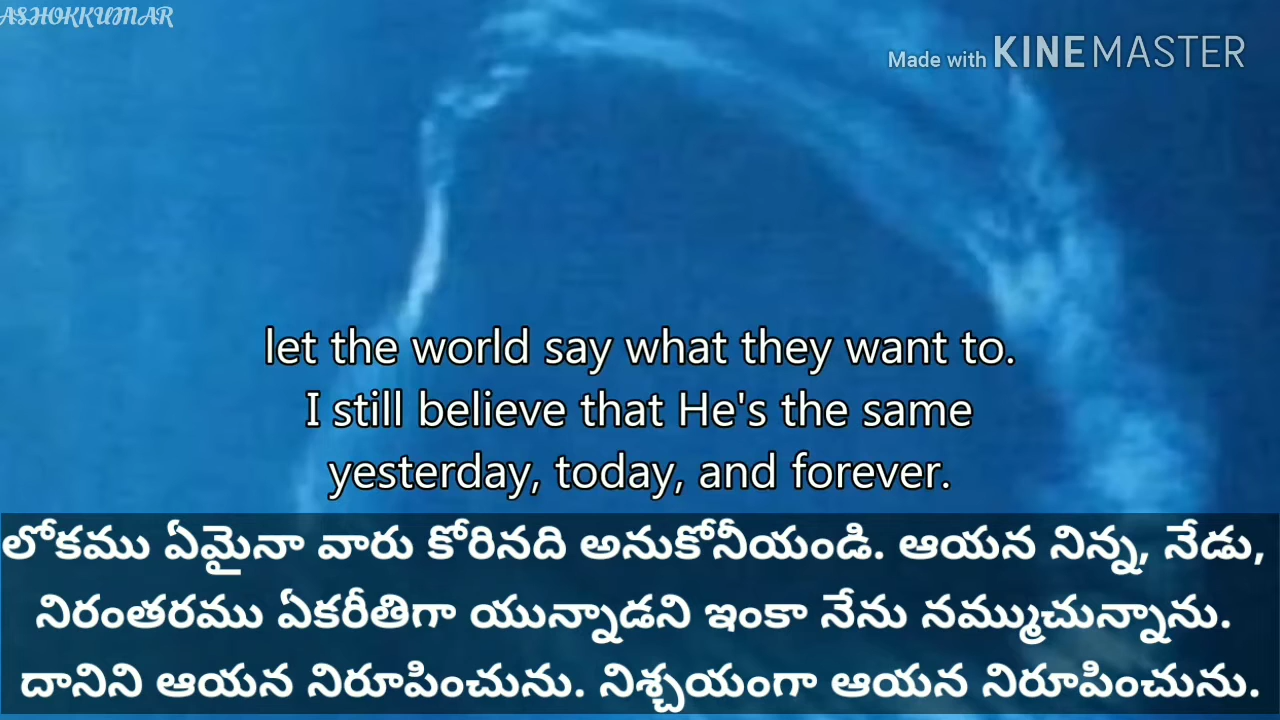 ASHOKKUMAR
Made with KINEMASTER
let the world say what they want to.
I still believe that He's the same
yesterday, today, and forever.
లోకము ఏమైనా వారు కోరినది అనుకోనీయండి. ఆయన నిన్న, నేడు,
నిరంతరము ఏకరీతిగా యున్నాడని ఇంకా నేను నమ్ముచున్నాను.
దానిని ఆయన నిరూపించును. నిశ్చయంగా ఆయన నిరూపించును.